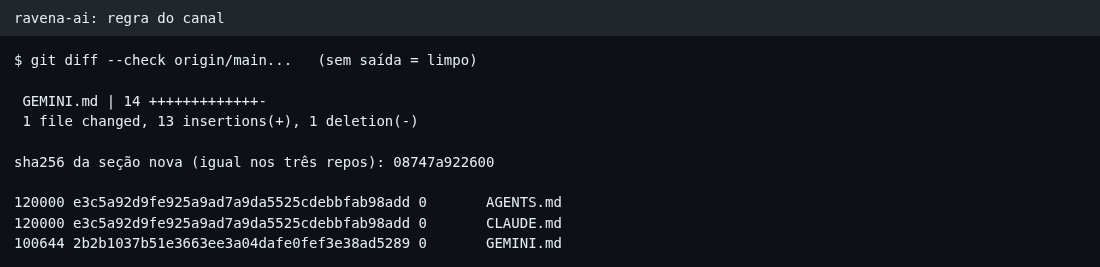 ravena-ai: regra do canal
$ git diff --check origin/main...   (sem saída = limpo)
 GEMINI.md | 14 +++++++++++++-
 1 file changed, 13 insertions(+), 1 deletion(-)
sha256 da seção nova (igual nos três repos): 08747a922600
120000 e3c5a92d9fe925a9ad7a9da5525cdebbfab98add 0       AGENTS.md
120000 e3c5a92d9fe925a9ad7a9da5525cdebbfab98add 0       CLAUDE.md
100644 2b2b1037b51e3663ee3a04dafe0fef3e38ad5289 0       GEMINI.md